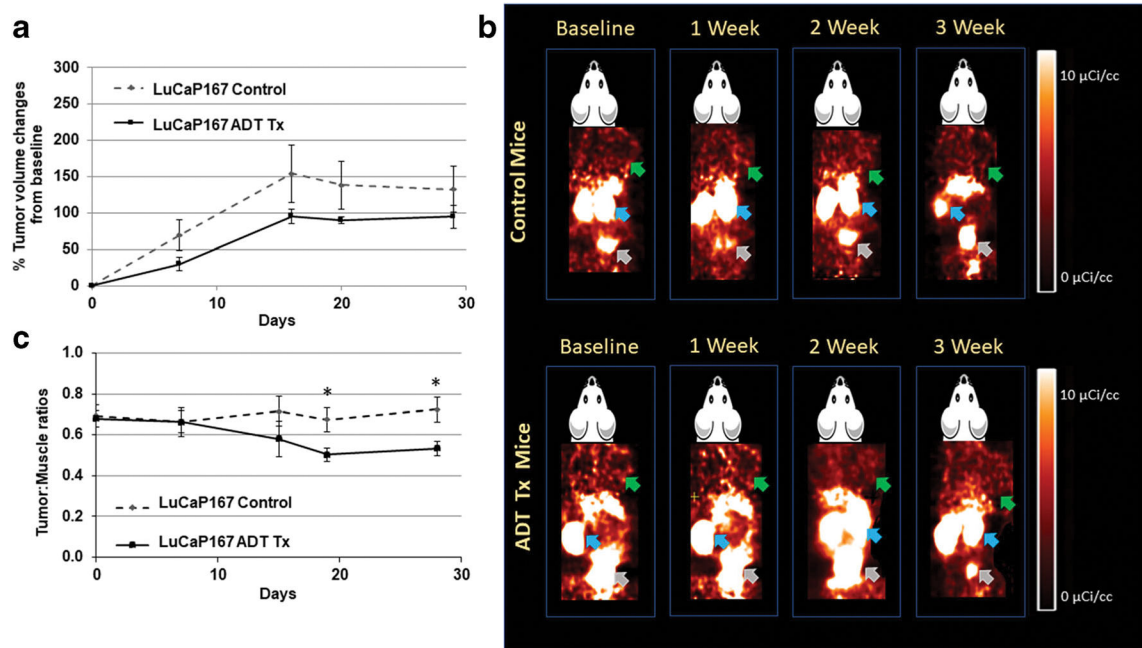 a
300
250
200
150
100
50
0
% Tumor volume changes
from baseline
LuCaP167 Control
LuCaP167 ADT Tx
0
10
20
30
Days
b
Baseline
1 Week
2 Week
3 Week
Control Mice
10 µCi/cc
0 µCi/cc
Baseline
1 Week
2 Week
3 Week
ADT Tx Mice
10 µCi/cc
0 µCi/cc
c
1.0
0.8
0.6
0.4
0.2
0.0
Tumor:Muscle ratios
*
*
LuCaP167 Control
LuCaP167 ADT Tx
0
10
20
30
Days